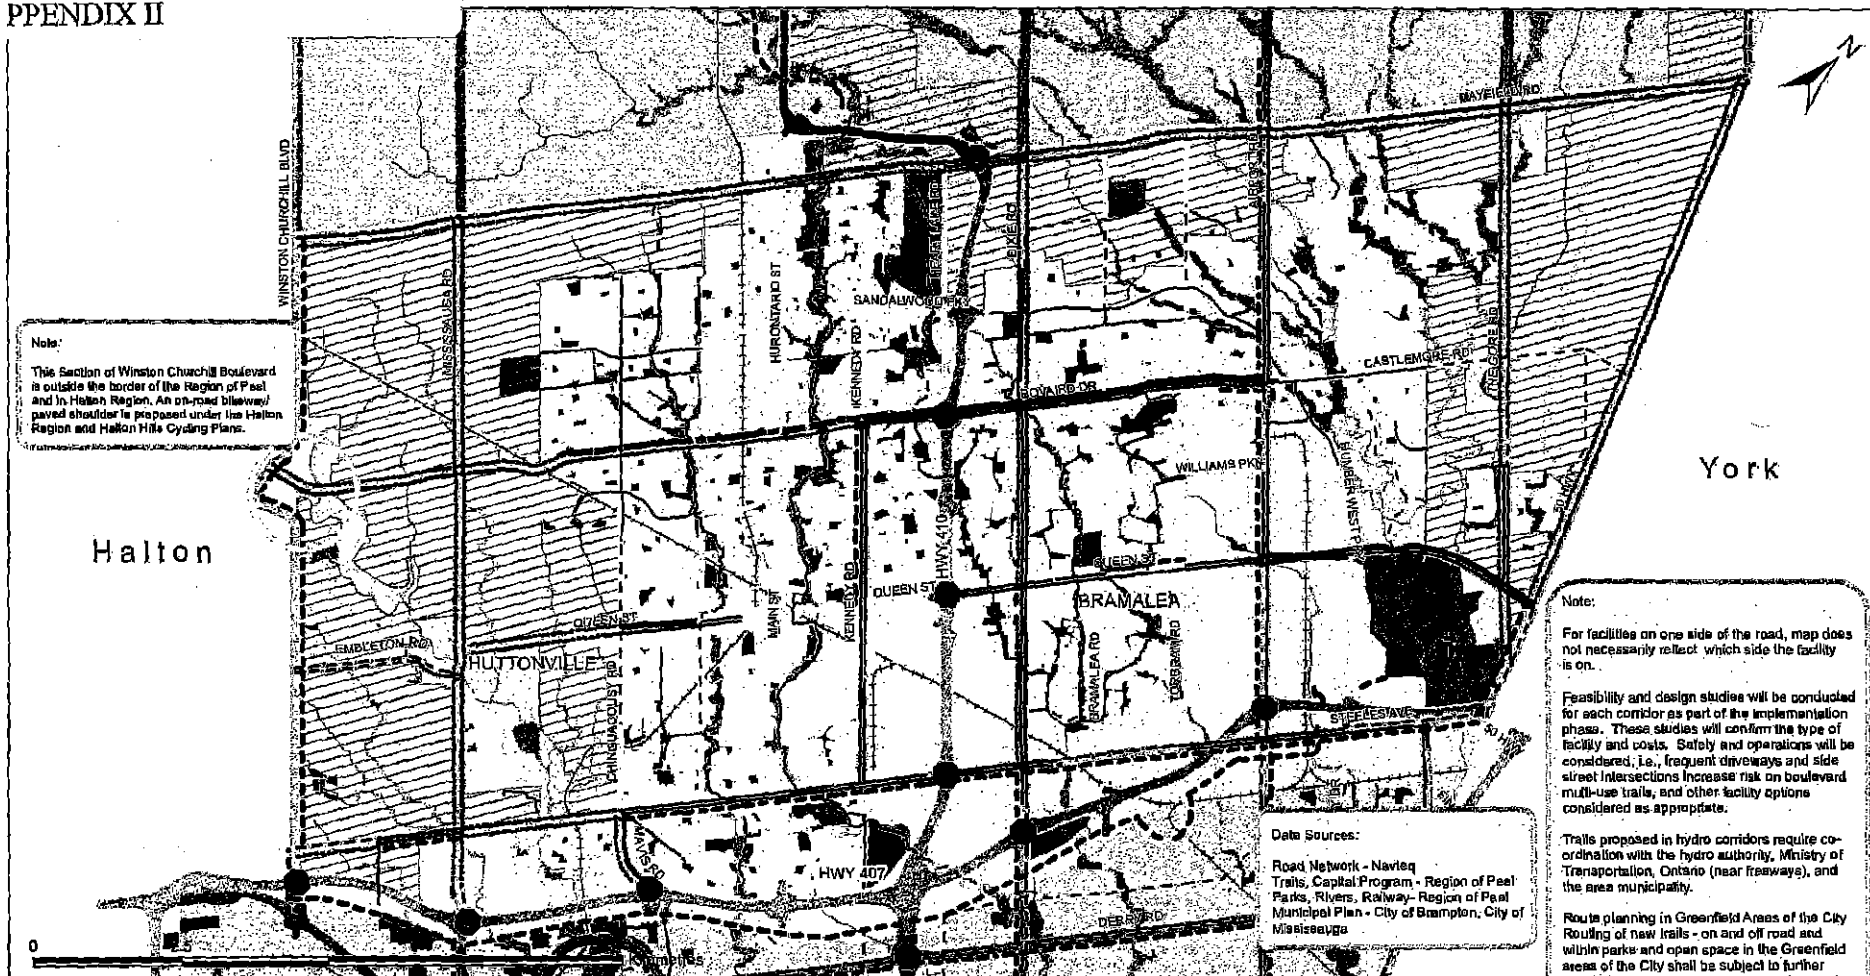 PPENDIX II
N
MAYFIELD RD
WINSTON CHURCHILL BLVD
MISSISSAUGA RD
HURONTARIO ST
DIXIE RD
SANDALWOOD PK
KENNEDY RD
CASTLEMORE RD
BOVAIRD DR
Note:
This Section of Winston Churchill Boulevard
is outside the border of the Region of Peel
and in Halton Region. An on-road bikeway/
paved shoulder is proposed under the Halton
Region and Halton Hills Cycling Plans.
WILLIAMS PKY
York
Halton
HWY 410
QUEEN ST
QUEEN ST
BRAMALEA
MAIN ST
KENNEDY RD
QUEEN ST
EMBLETON RD
HUTTONVILLE
CHINGUACOUSY RD
BRAMALEA RD
TORBRAM RD
STEELES AVE
MAVIS RD
HWY 407
DERRY RD
Note:
For facilities on one side of the road, map does
not necessarily reflect which side the facility
is on.
Feasibility and design studies will be conducted
for each corridor as part of the implementation
phase. These studies will confirm the type of
facility and costs. Safety and operations will be
considered, i.e., frequent driveways and side
street intersections increase risk on boulevard
multi-use trails, and other facility options
considered as appropriate.
Trails proposed in hydro corridors require co-
ordination with the hydro authority, Ministry of
Transportation, Ontario (near freeways), and
the area municipality.
Route planning in Greenfield Areas of the City
Routing of new trails - on and off road and
within parks and open space in the Greenfield
areas of the City shall be subject to further
Data Sources:
Road Network - Navteq
Trails, Capital Program - Region of Peel
Parks, Rivers, Railway- Region of Peel
Municipal Plan - City of Brampton, City of
Mississauga
0
Kilometres